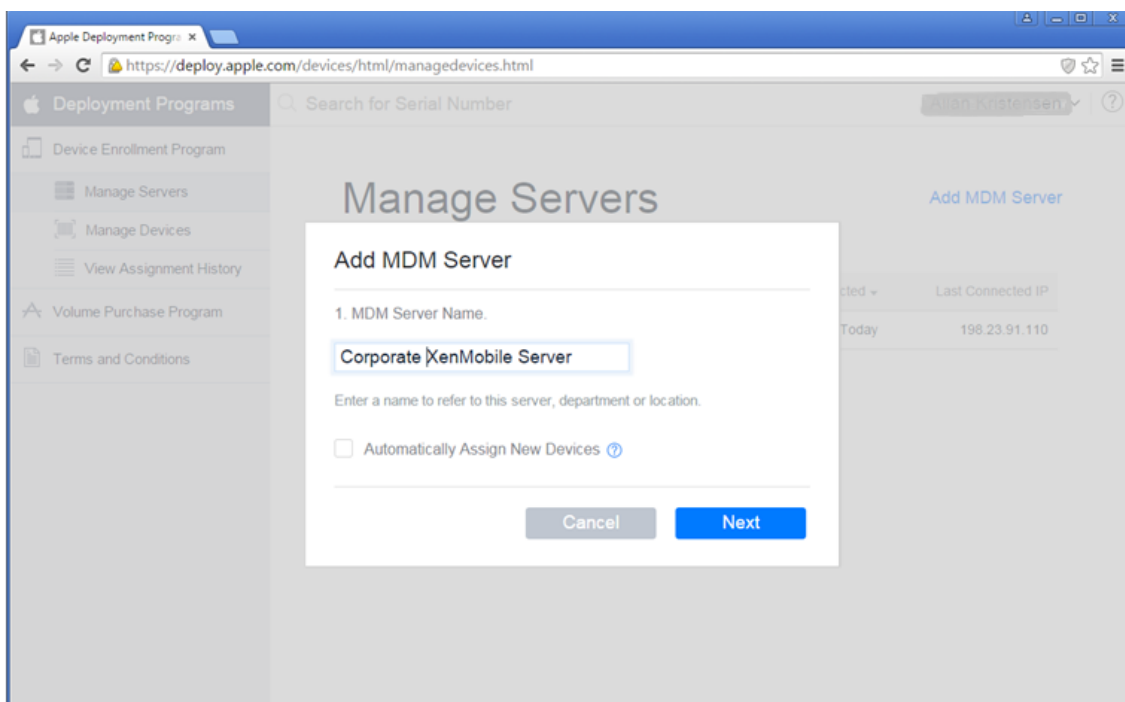 Apple Deployment Progra
https://deploy.apple.com/devices/html/managedevices.html
Deployment Programs
Search for Serial Number
Allan Kristensen
Device Enrollment Program
Manage Servers
Manage Devices
View Assignment History
Volume Purchase Program
Terms and Conditions
Manage Servers
Add MDM Server
cted
Last Connected IP
Today
198.23.91.110
Add MDM Server
1. MDM Server Name.
Corporate XenMobile Server
Enter a name to refer to this server, department or location.
Automatically Assign New Devices ?
Cancel
Next